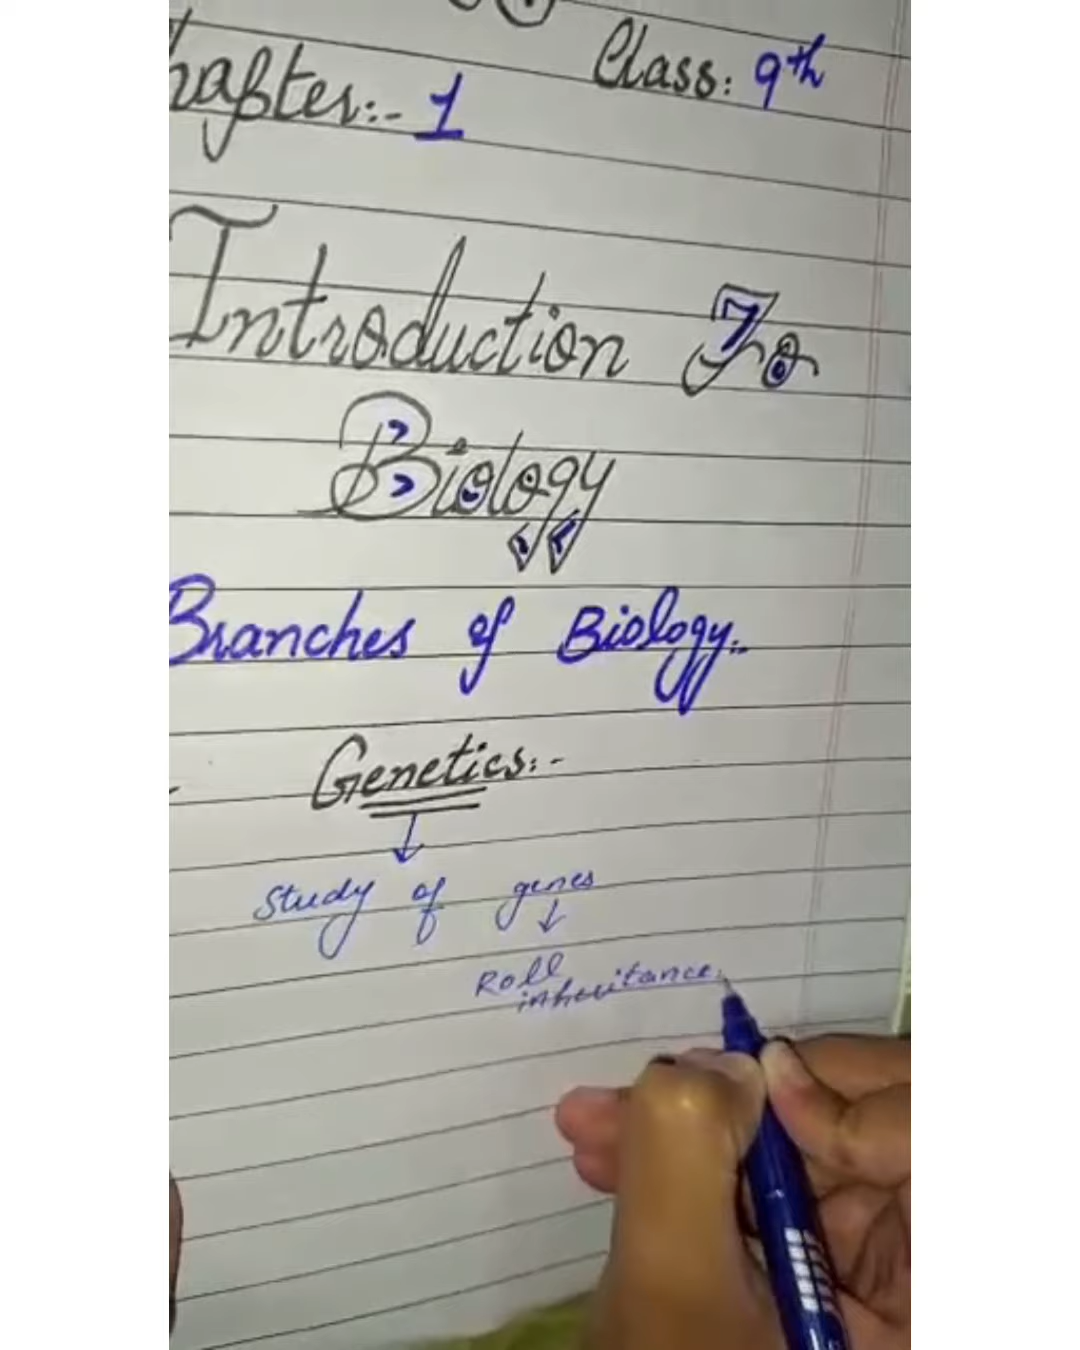 Class: 9th
hapter:- 1
Introduction To
Biology
Branches of Biology:-
Genetics:-
Study of genes
Roll
inheritance: